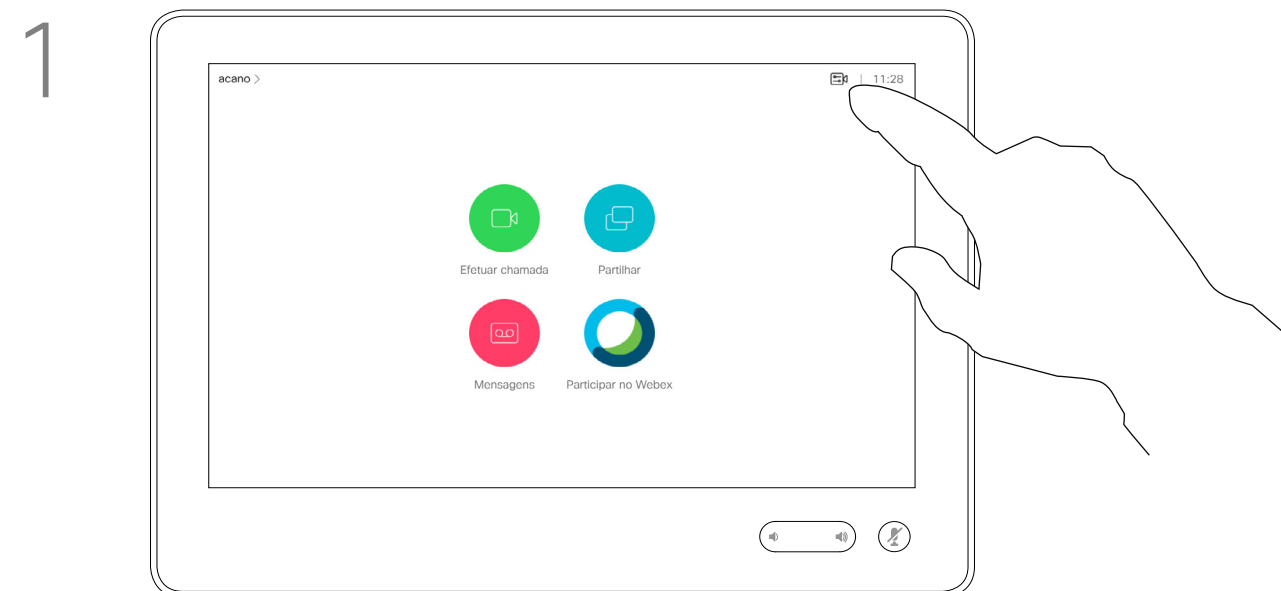 1
acano >
| 11:28
Efetuar chamada
Partilhar
Mensagens
Participar no Webex